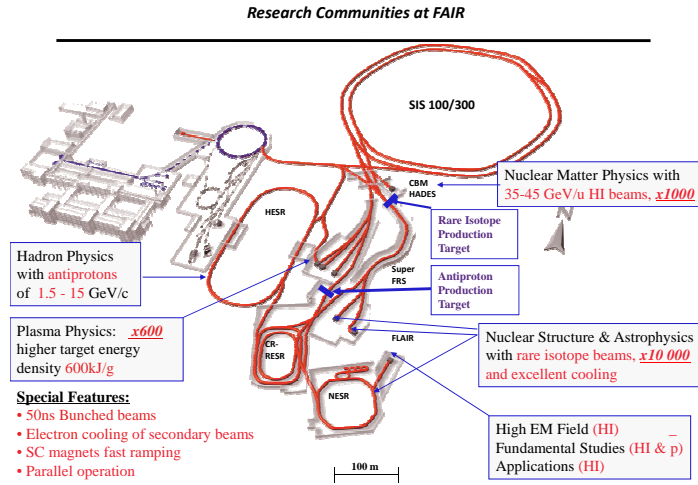 Research Communities at FAIR
SIS 100/300
Nuclear Matter Physics with
35-45 GeV/u HI beams, x1000
CBM
HADES
N
HESR
Rare Isotope
Production
Target
Hadron Physics
with antiprotons
of 1.5 - 15 GeV/c
Super
FRS
Antiproton
Production
Target
Plasma Physics: x600
higher target energy
density 600kJ/g
CR-
RESR
FLAIR
Nuclear Structure & Astrophysics
with rare isotope beams, x10 000
and excellent cooling
NESR
Special Features:
• 50ns Bunched beams
• Electron cooling of secondary beams
• SC magnets fast ramping
• Parallel operation
High EM Field (HI) _
Fundamental Studies (HI & p)
Applications (HI)
100 m